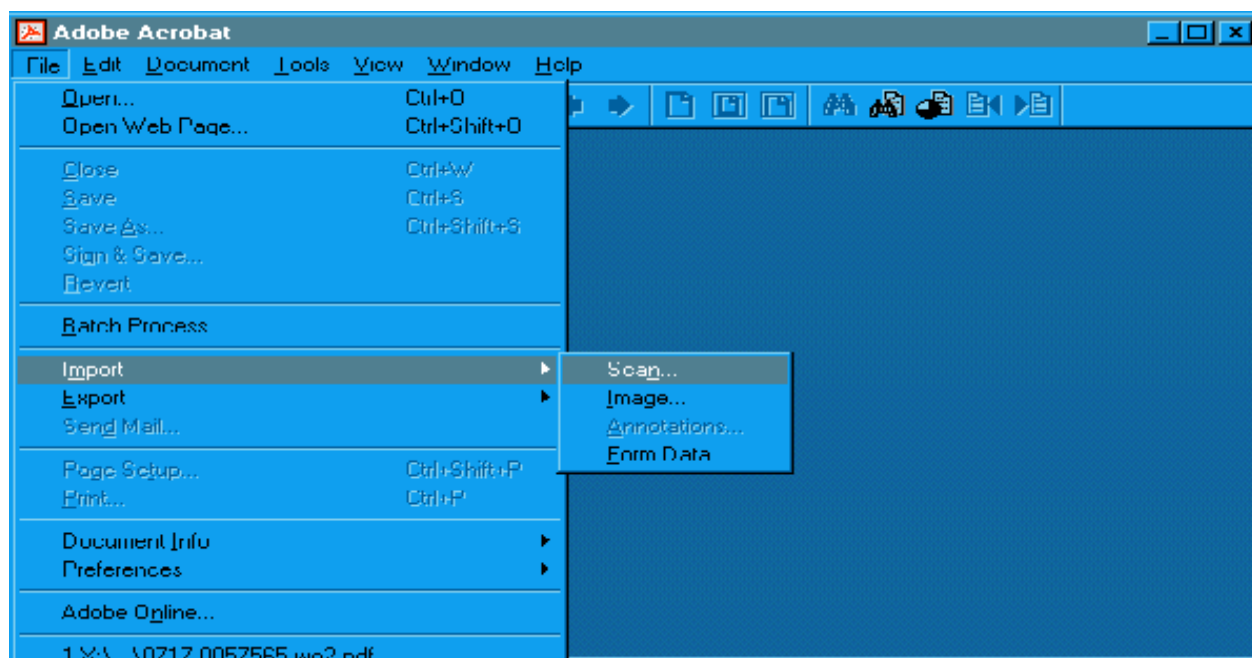 Adobe Acrobat
File Edit Document Tools View Window Help
Open... Ctrl+O
Open Web Page... Ctrl+Shift+O
Close Ctrl+W
Save Ctrl+S
Save As... Ctrl+Shift+S
Sign & Save...
Revert
Batch Process
Import
Scan...
Export
Image...
Send Mail...
Annotations...
Form Data
Page Setup... Ctrl+Shift+P
Print... Ctrl+P
Document Info
Preferences
Adobe Online...